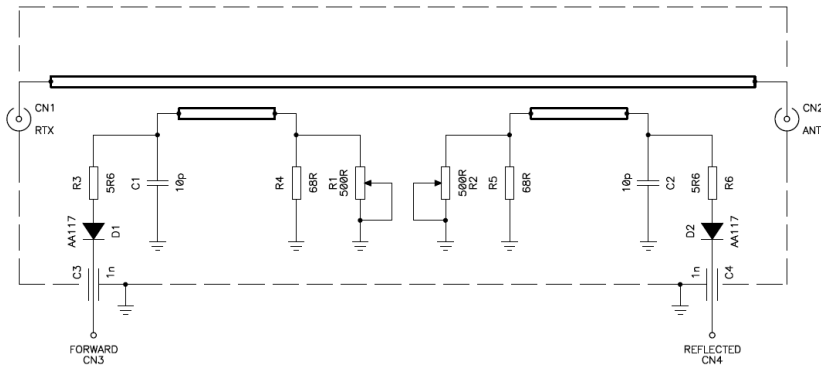 CN1
RTX
CN2
ANT
R3
5R6
C1
10p
R4
68R
R1
500R
500R
R2
R5
68R
10p
C2
5R6
R6
AA117
D1
D2
AA117
C3
1n
1n
C4
FORWARD
CN3
REFLECTED
CN4